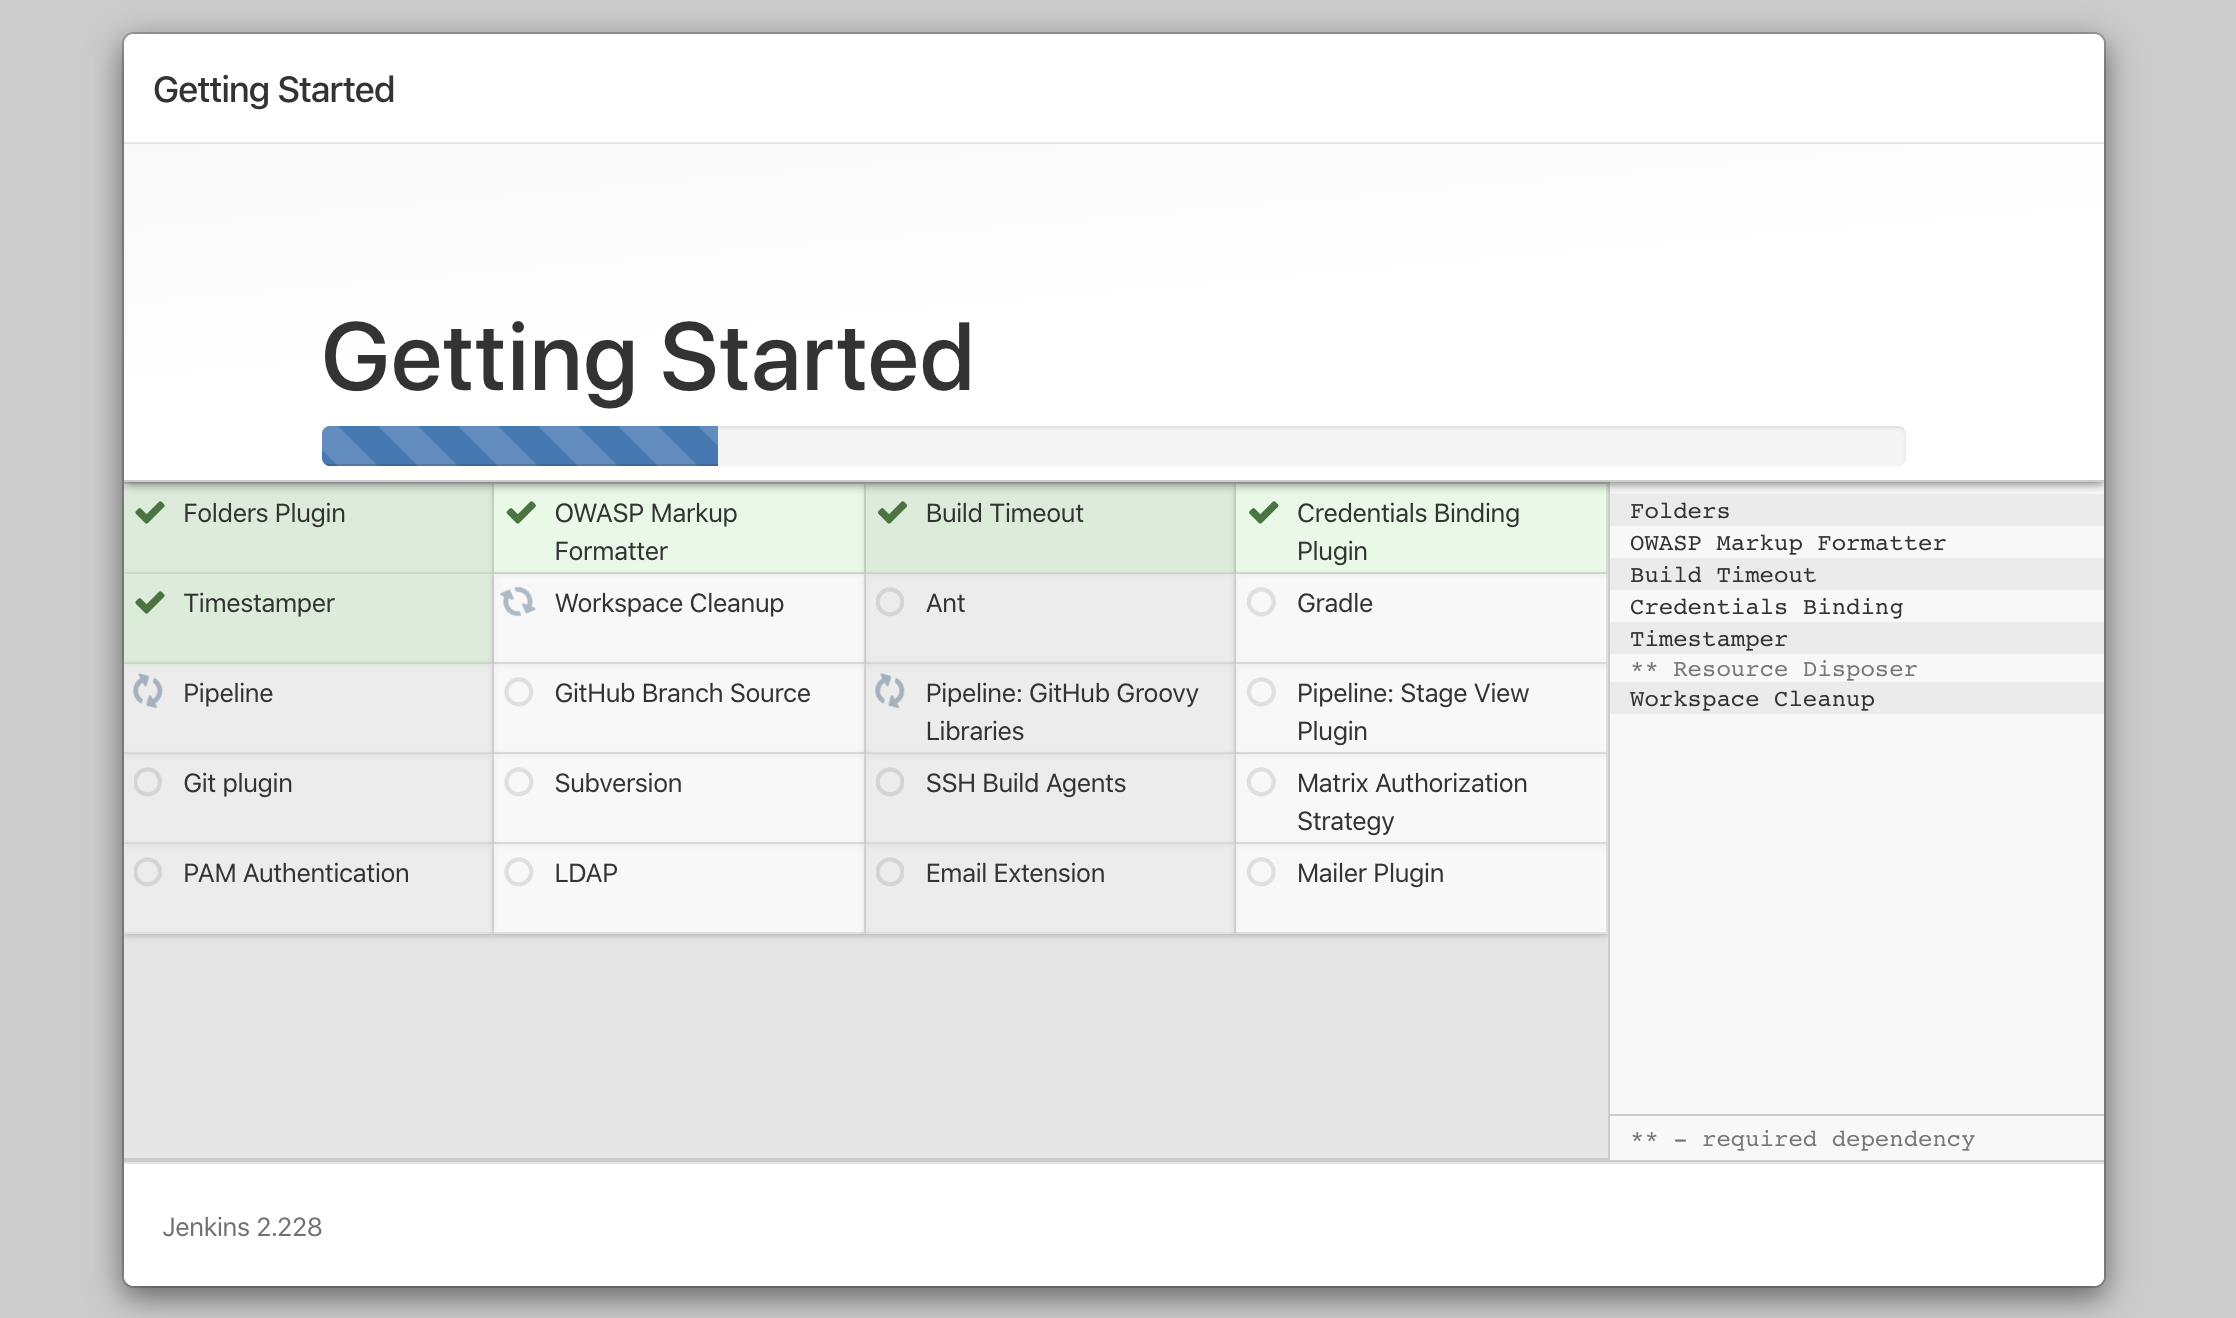 Getting Started
Getting Started
Folders Plugin
OWASP Markup
Formatter
Build Timeout
Credentials Binding
Plugin
Timestamper
Workspace Cleanup
Ant
Gradle
Pipeline
GitHub Branch Source
Pipeline: GitHub Groovy
Libraries
Pipeline: Stage View
Plugin
Git plugin
Subversion
SSH Build Agents
Matrix Authorization
Strategy
PAM Authentication
LDAP
Email Extension
Mailer Plugin
Folders
OWASP Markup Formatter
Build Timeout
Credentials Binding
Timestamper
** Resource Disposer
Workspace Cleanup
** - required dependency
Jenkins 2.228